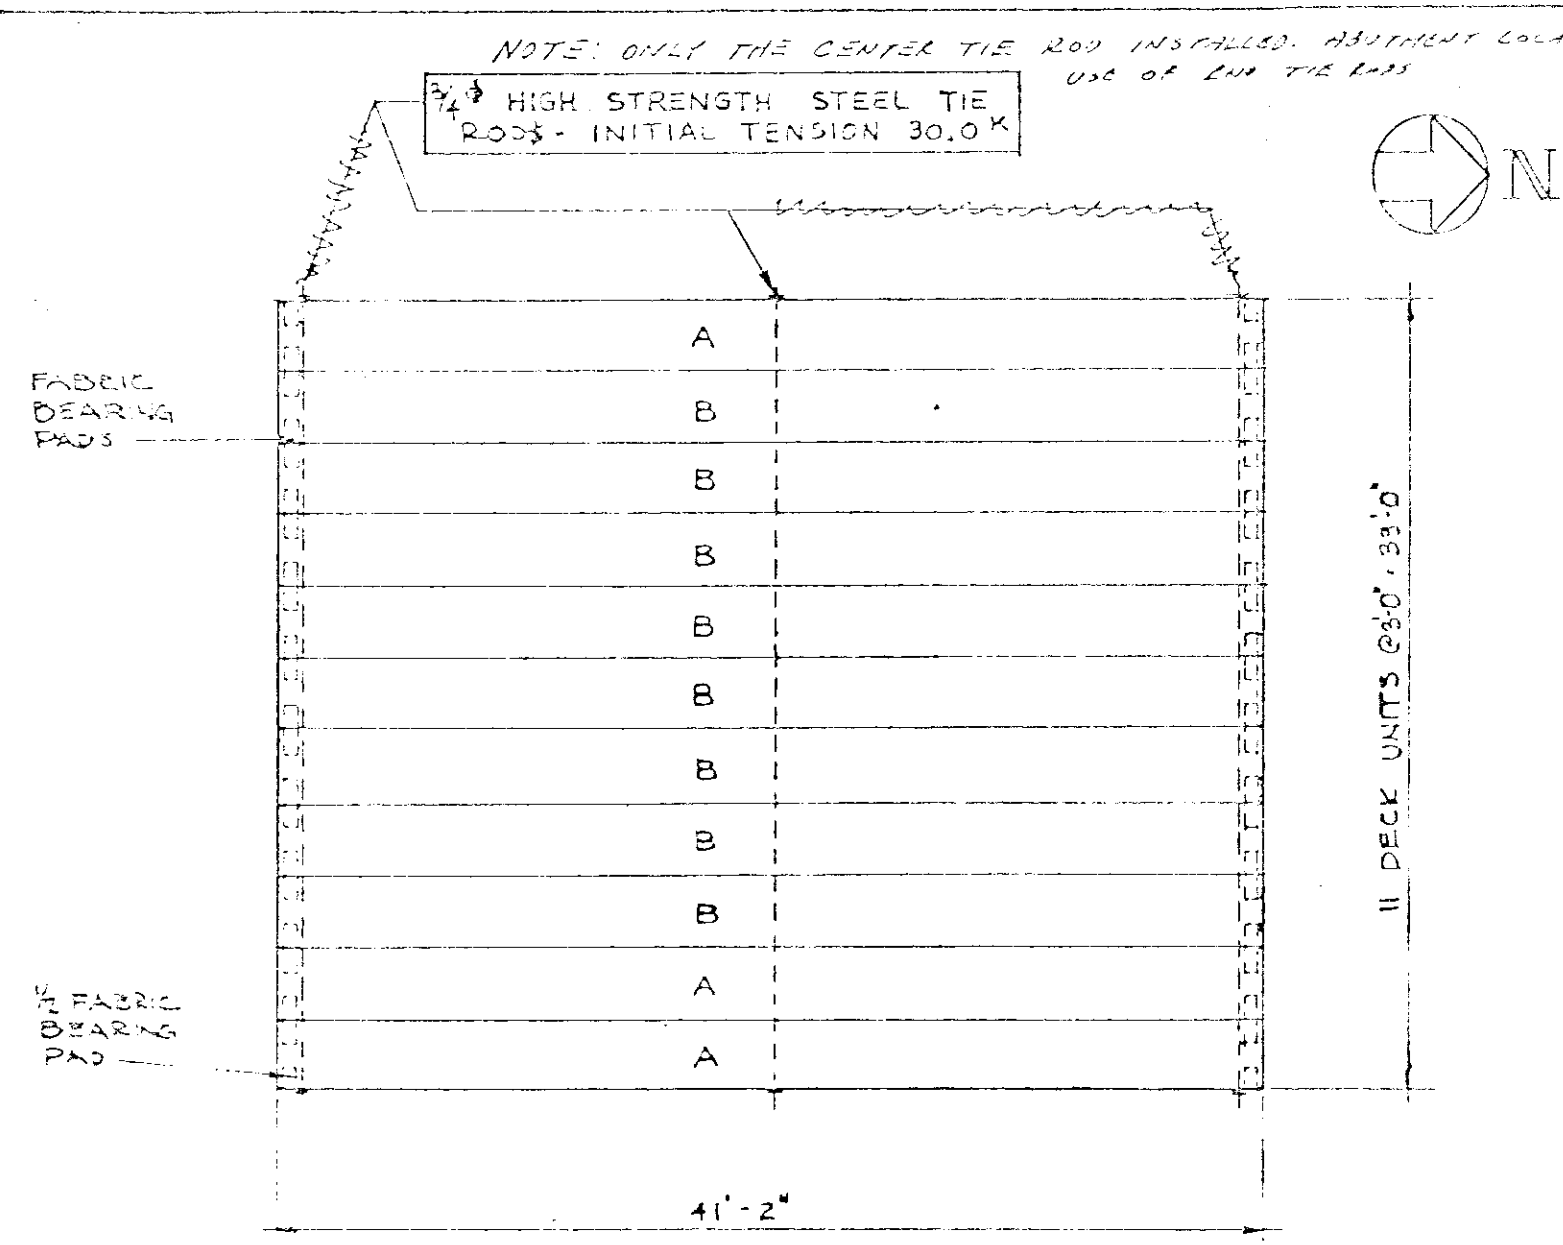 NOTE: ONLY THE CENTER TIE ROD INSTALLED. ABUTMENT
USE OF END TIE RODS
3/4"φ HIGH STRENGTH STEEL TIE
RODS - INITIAL TENSION 30.0 K
N
A
FABRIC
BEARING
PADS
B
B
B
B
B
B
B
B
A
A
1/2 FABRIC
BEARING
PAD
11 DECK UNITS @ 3'-0" = 33'-0"
41'-2"